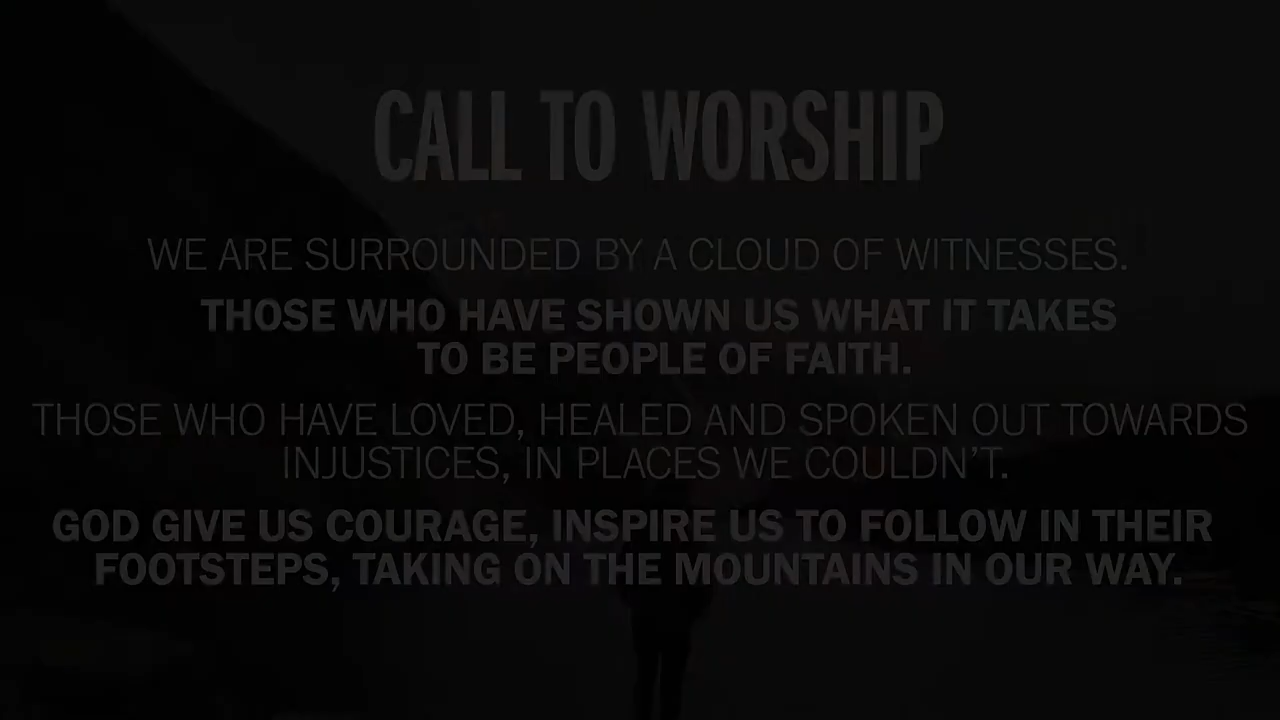 CALL TO WORSHIP
WE ARE SURROUNDED BY A CLOUD OF WITNESSES.
THOSE WHO HAVE SHOWN US WHAT IT TAKES
TO BE PEOPLE OF FAITH.
THOSE WHO HAVE LOVED, HEALED AND SPOKEN OUT TOWARDS
INJUSTICES, IN PLACES WE COULDN'T.
GOD GIVE US COURAGE, INSPIRE US TO FOLLOW IN THEIR
FOOTSTEPS, TAKING ON THE MOUNTAINS IN OUR WAY.